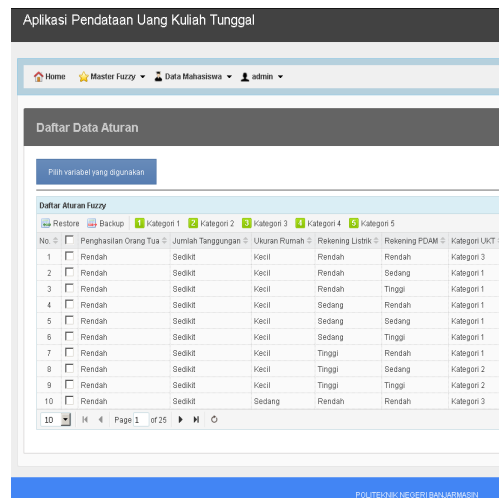 Aplikasi Pendataan Uang Kuliah Tunggal
Home Master Fuzzy Data Mahasiswa admin
Daftar Data Aturan
Pilih variabel yang digunakan
Daftar Aturan Fuzzy
Restore Backup 1 Kategori 1 2 Kategori 2 3 Kategori 3 4 Kategori 4 5 Kategori 5
No. Penghasilan Orang Tua Jumlah Tanggungan Ukuran Rumah Rekening Listrik Rekening PDAM Kategori UKT
1 Rendah Sedikit Kecil Rendah Rendah Kategori 3
2 Rendah Sedikit Kecil Rendah Sedang Kategori 1
3 Rendah Sedikit Kecil Rendah Tinggi Kategori 1
4 Rendah Sedikit Kecil Sedang Rendah Kategori 1
5 Rendah Sedikit Kecil Sedang Sedang Kategori 1
6 Rendah Sedikit Kecil Sedang Tinggi Kategori 1
7 Rendah Sedikit Kecil Tinggi Rendah Kategori 1
8 Rendah Sedikit Kecil Tinggi Sedang Kategori 2
9 Rendah Sedikit Kecil Tinggi Tinggi Kategori 2
10 Rendah Sedikit Sedang Rendah Rendah Kategori 3
10 Page 1 of 25
POLITEKNIK NEGERI BANJARMASIN